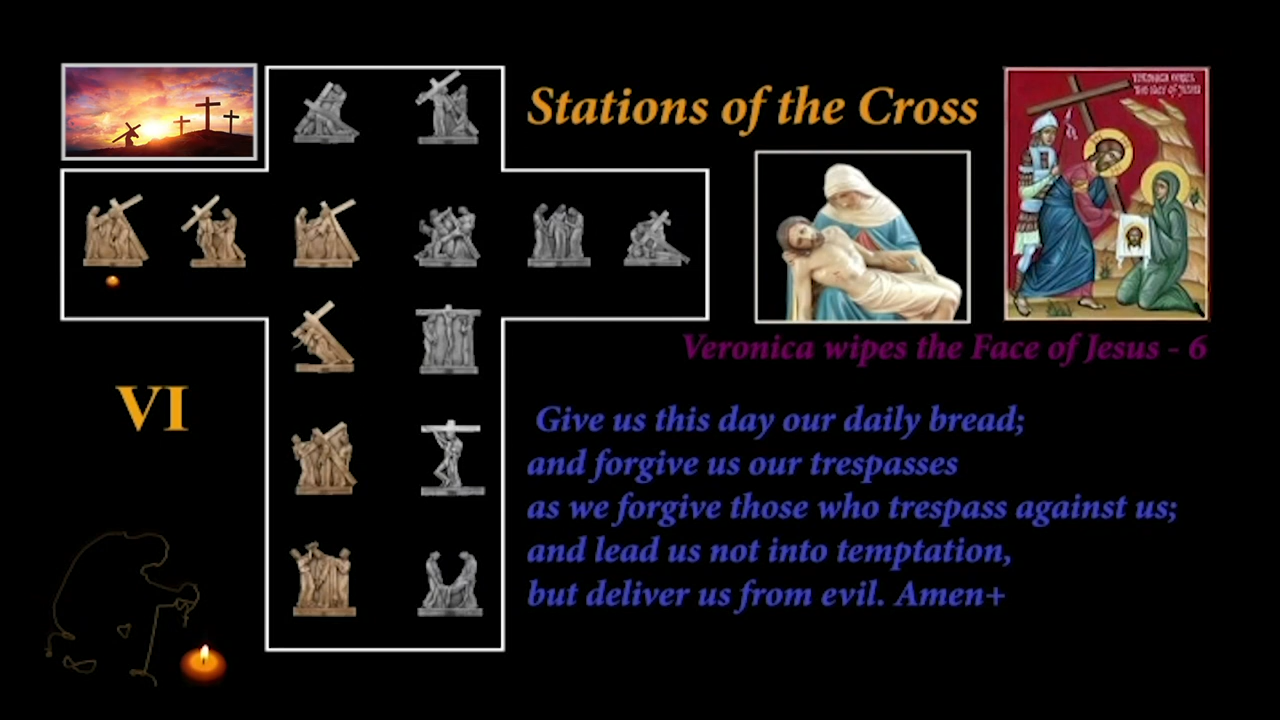 Stations of the Cross
VERONICA WIPES
THE FACE OF JESUS
Veronica wipes the Face of Jesus - 6
VI
Give us this day our daily bread;
and forgive us our trespasses
as we forgive those who trespass against us;
and lead us not into temptation,
but deliver us from evil. Amen+